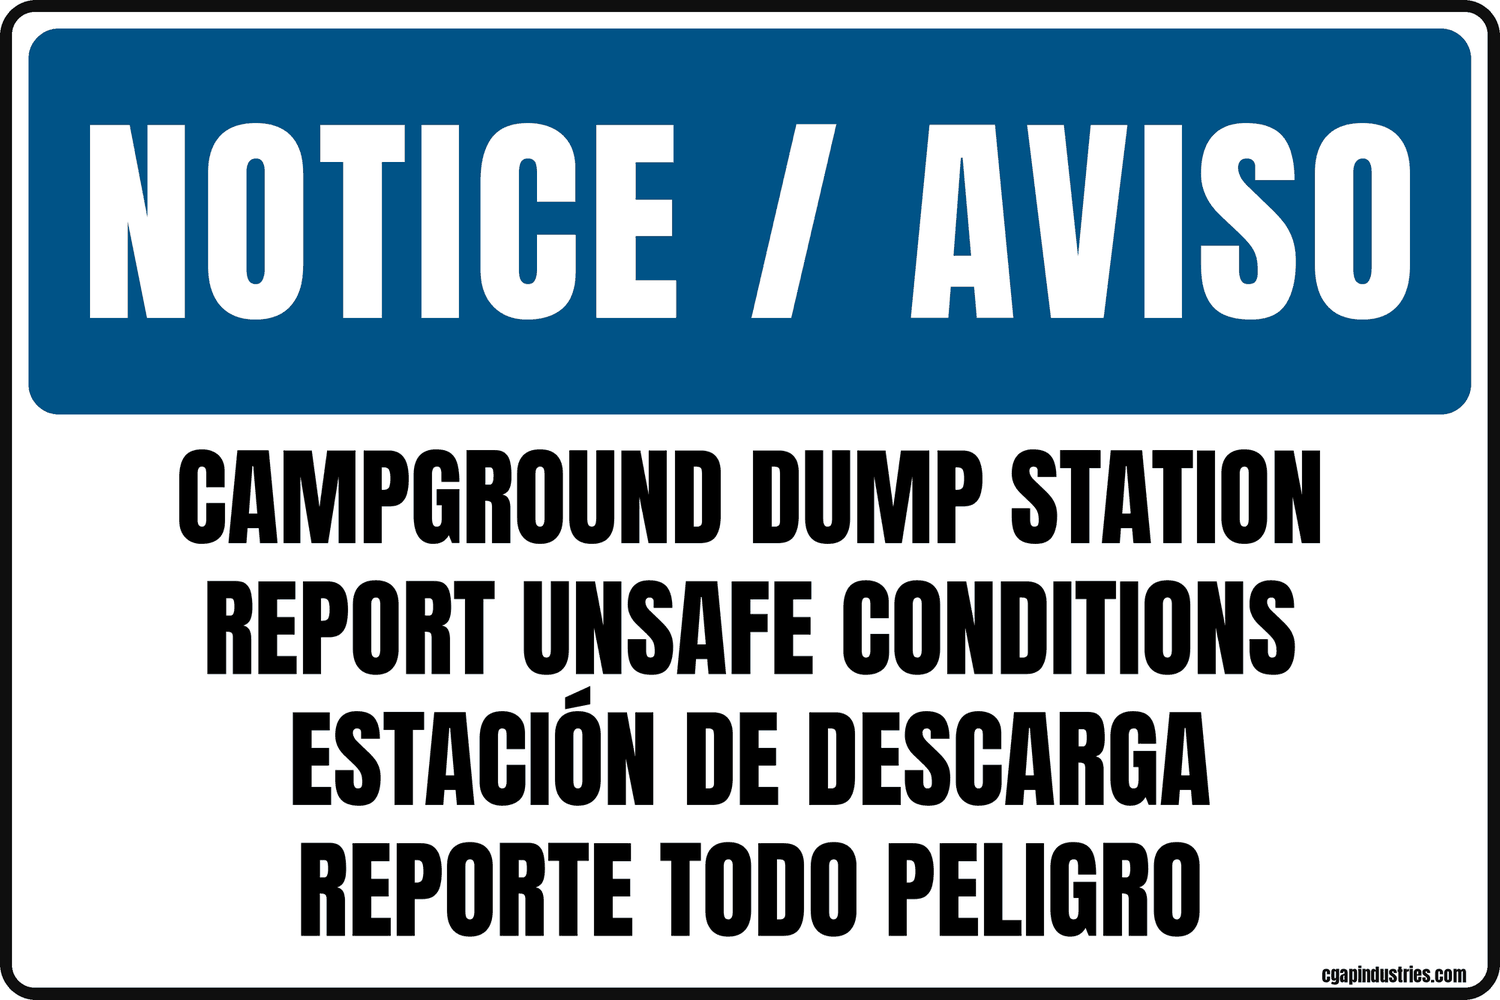 NOTICE / AVISO
CAMPGROUND DUMP STATION
REPORT UNSAFE CONDITIONS
ESTACIÓN DE DESCARGA
REPORTE TODO PELIGRO
cgapindustries.com